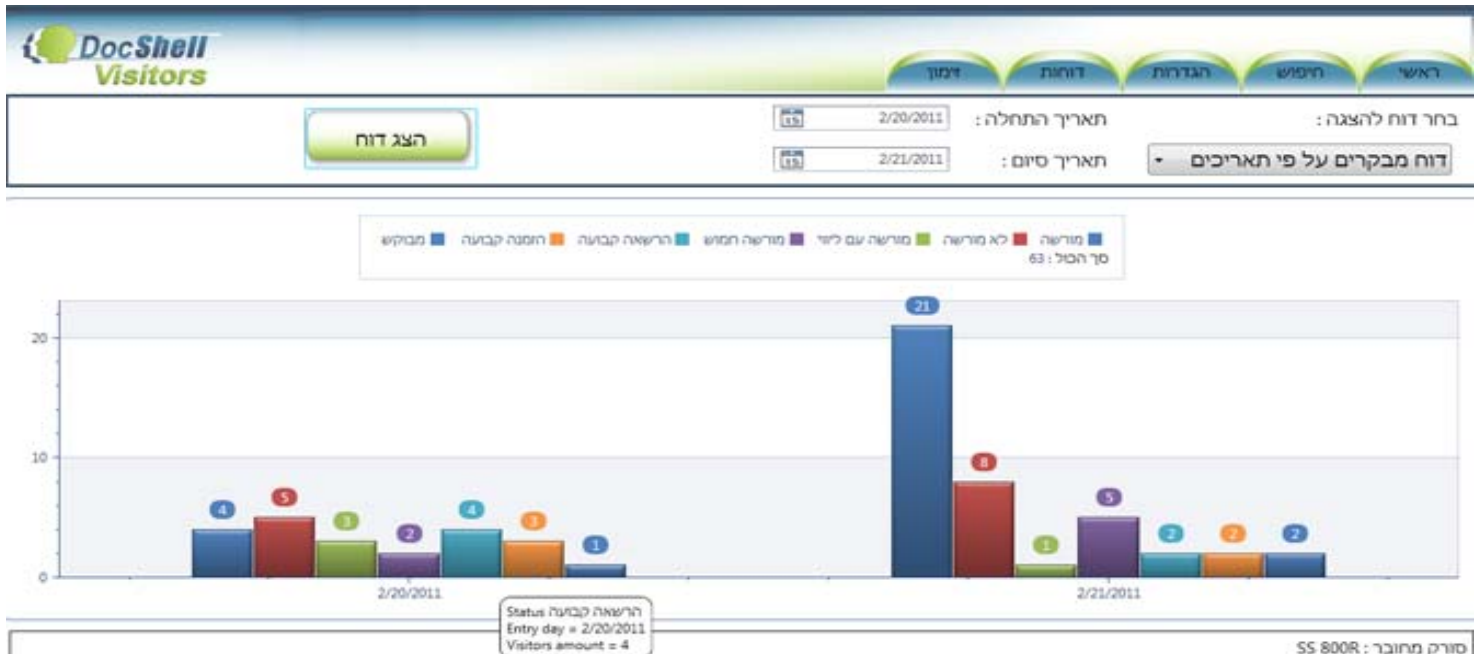 DocShell
Visitors
ראשי חיפוש הגדרות דוחות זימון
בחר דוח להצגה :
תאריך התחלה : 2/20/2011 15
הצג דוח
דוח מבקרים על פי תאריכים
תאריך סיום : 2/21/2011 15
מורשה לא מורשה מורשה עם ליווי מורשה חמוש הרשאה קבועה הזמנה קבועה מבוקש
סך הכול : 63
21
20
8
10
4 5 3 2 4 3 1
1 5 2 2 2
0
2/20/2011 2/21/2011
Status הרשאה קבועה
Entry day = 2/20/2011
Visitors amount = 4
סורק מחובר : SS 800R